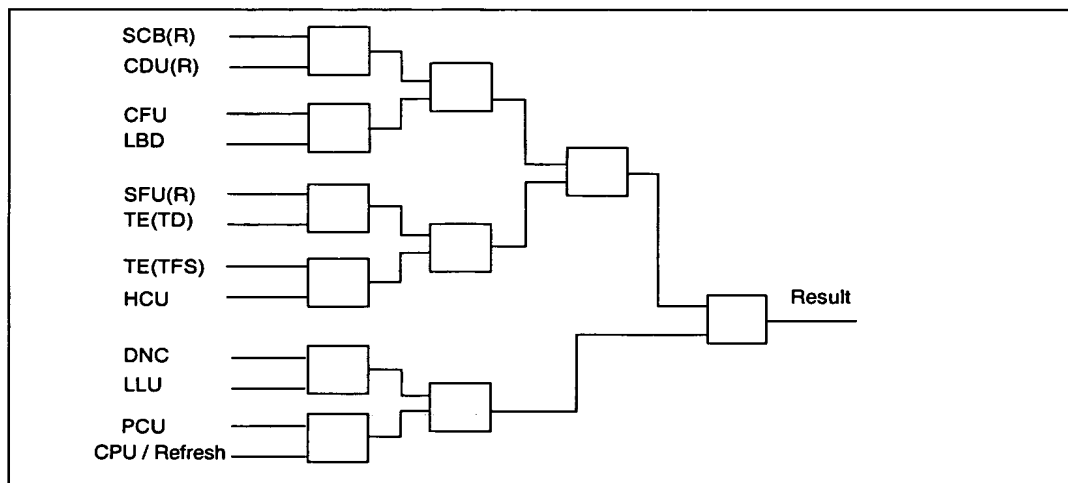 SCB(R)
CDU(R)
CFU
LBD
SFU(R)
TE(TD)
TE(TFS)
HCU
Result
DNC
LLU
PCU
CPU / Refresh